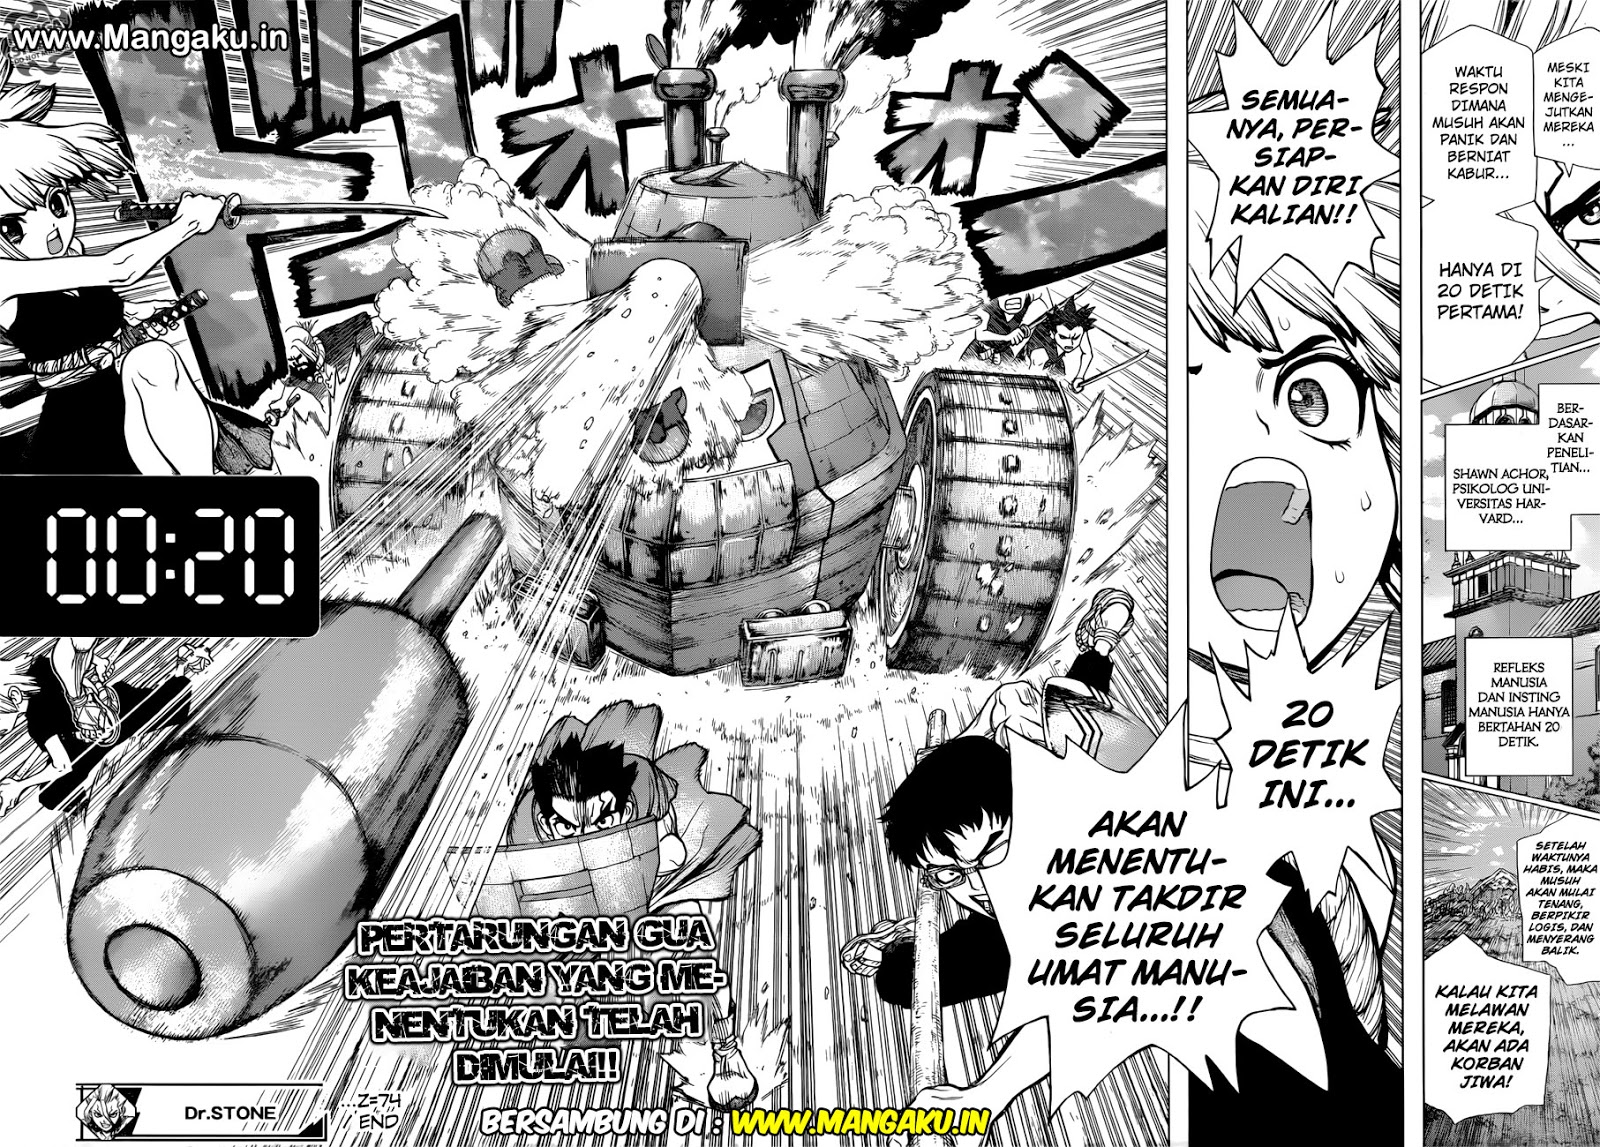 www.Mangaku.in
MESKI
KITA
MENGE-
JUTKAN
MEREKA
...
WAKTU
RESPON
DIMANA
MUSUH AKAN
PANIK DAN
BERNIAT
KABUR...
HANYA DI
20 DETIK
PERTAMA!
BER-
DASAR-
KAN
PENELI-
TIAN...
SHAWN ACHOR,
PSIKOLOG UNI-
VERSITAS HAR-
VARD...
REFLEKS
MANUSIA
DAN INSTING
MANUSIA HANYA
BERTAHAN 20
DETIK.
SETELAH
WAKTUNYA
HABIS, MAKA
MUSUH
AKAN MULAI
TENANG,
BERPIKIR
LOGIS, DAN
MENYERANG
BALIK.
KALAU KITA
MELAWAN
MEREKA,
AKAN ADA
KORBAN
JIWA!
SEMUA-
NYA, PER-
SIAP-
KAN DIRI
KALIAN!!
20
DETIK
INI...
AKAN
MENENTU-
KAN TAKDIR
SELURUH
UMAT MANU-
SIA...!!
ドドオオン
00:20
PERTARUNGAN GUA
KEAJAIBAN YANG ME-
NENTUKAN TELAH
DIMULAI!!
Dr.STONE
...Z=74
END
BERSAMBUNG DI : WWW.MANGAKU.IN